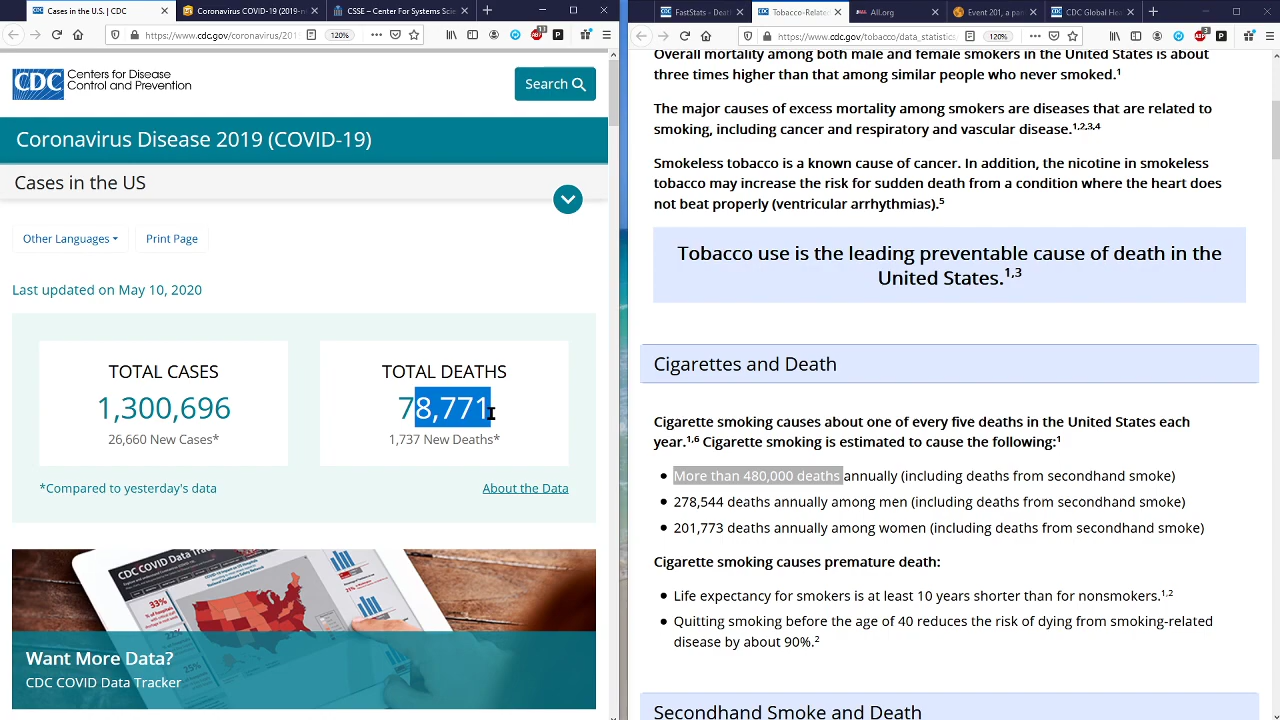 Cases in the U.S. | CDC
Coronavirus COVID-19 (2019-n
CSSE – Center For Systems Scie
https://www.cdc.gov/coronavirus/201
120%
CDC
Centers for Disease
Control and Prevention
Search
Coronavirus Disease 2019 (COVID-19)
Cases in the US
Other Languages
Print Page
Last updated on May 10, 2020
TOTAL CASES
1,300,696
26,660 New Cases*
TOTAL DEATHS
78,771
1,737 New Deaths*
*Compared to yesterday's data
About the Data
CDC COVID Data Tracker
33%
22%
Want More Data?
CDC COVID Data Tracker
FastStats – Death
Tobacco-Related
All.org
Event 201, a pan
CDC Global Hea
https://www.cdc.gov/tobacco/data_statistics
120%
Overall mortality among both male and female smokers in the United States is about
three times higher than that among similar people who never smoked.1
The major causes of excess mortality among smokers are diseases that are related to
smoking, including cancer and respiratory and vascular disease.1,2,3,4
Smokeless tobacco is a known cause of cancer. In addition, the nicotine in smokeless
tobacco may increase the risk for sudden death from a condition where the heart does
not beat properly (ventricular arrhythmias).5
Tobacco use is the leading preventable cause of death in the
United States.1,3
Cigarettes and Death
Cigarette smoking causes about one of every five deaths in the United States each
year.1,6 Cigarette smoking is estimated to cause the following:1
• More than 480,000 deaths annually (including deaths from secondhand smoke)
• 278,544 deaths annually among men (including deaths from secondhand smoke)
• 201,773 deaths annually among women (including deaths from secondhand smoke)
Cigarette smoking causes premature death:
• Life expectancy for smokers is at least 10 years shorter than for nonsmokers.1,2
• Quitting smoking before the age of 40 reduces the risk of dying from smoking-related
disease by about 90%.2
Secondhand Smoke and Death